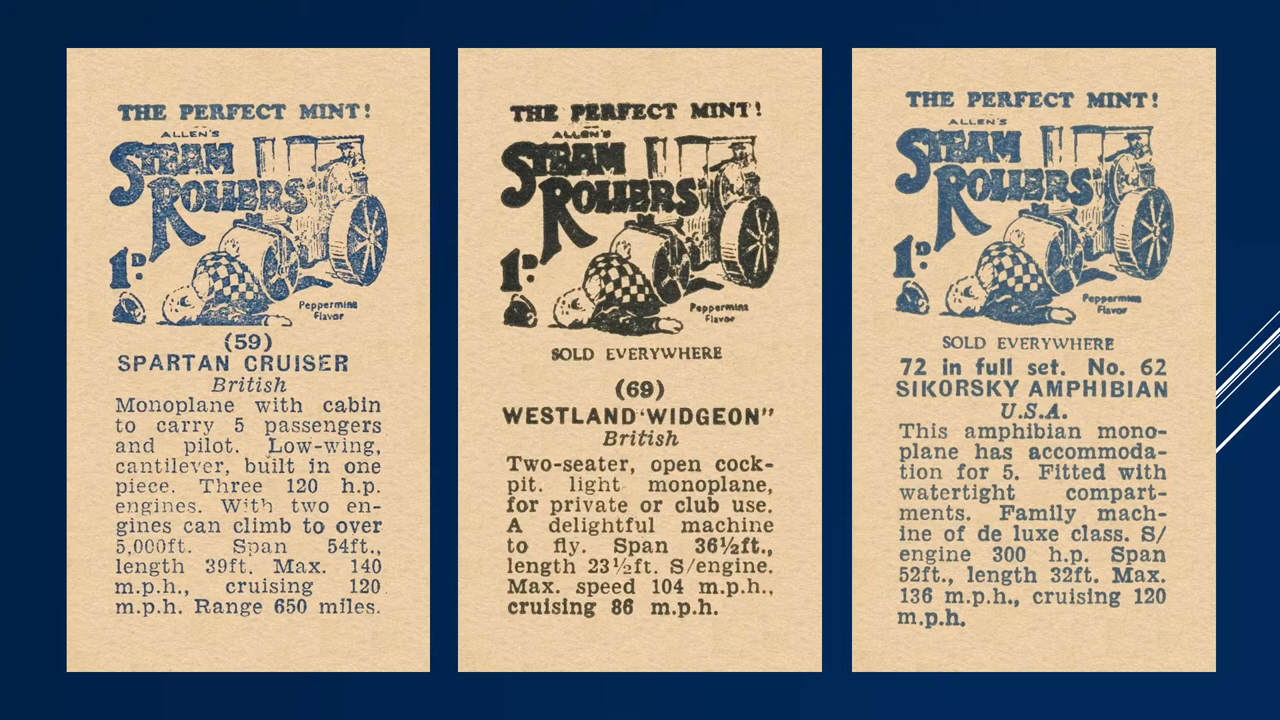 THE PERFECT MINT!
ALLEN'S
STEAM
ROLLERS
1D.
Peppermint
Flavor
(59)
SPARTAN CRUISER
British
Monoplane with cabin
to carry 5 passengers
and pilot. Low-wing,
cantilever, built in one
piece. Three 120 h.p.
engines. With two en-
gines can climb to over
5,000ft. Span 54ft.,
length 39ft. Max. 140
m.p.h., cruising 120
m.p.h. Range 650 miles.
THE PERFECT MINT!
ALLEN'S
STEAM
ROLLERS
1D.
Peppermint
Flavor
SOLD EVERYWHERE
(69)
WESTLAND "WIDGEON"
British
Two-seater, open cock-
pit. light monoplane,
for private or club use.
A delightful machine
to fly. Span 36½ft.,
length 23½ft. S/engine.
Max. speed 104 m.p.h.,
cruising 86 m.p.h.
THE PERFECT MINT!
ALLEN'S
STEAM
ROLLERS
1D.
Peppermint
Flavor
SOLD EVERYWHERE
72 in full set. No. 62
SIKORSKY AMPHIBIAN
U.S.A.
This amphibian mono-
plane has accommoda-
tion for 5. Fitted with
watertight compart-
ments. Family mach-
ine of de luxe class. S/
engine 300 h.p. Span
52ft., length 32ft. Max.
136 m.p.h., cruising 120
m.p.h.